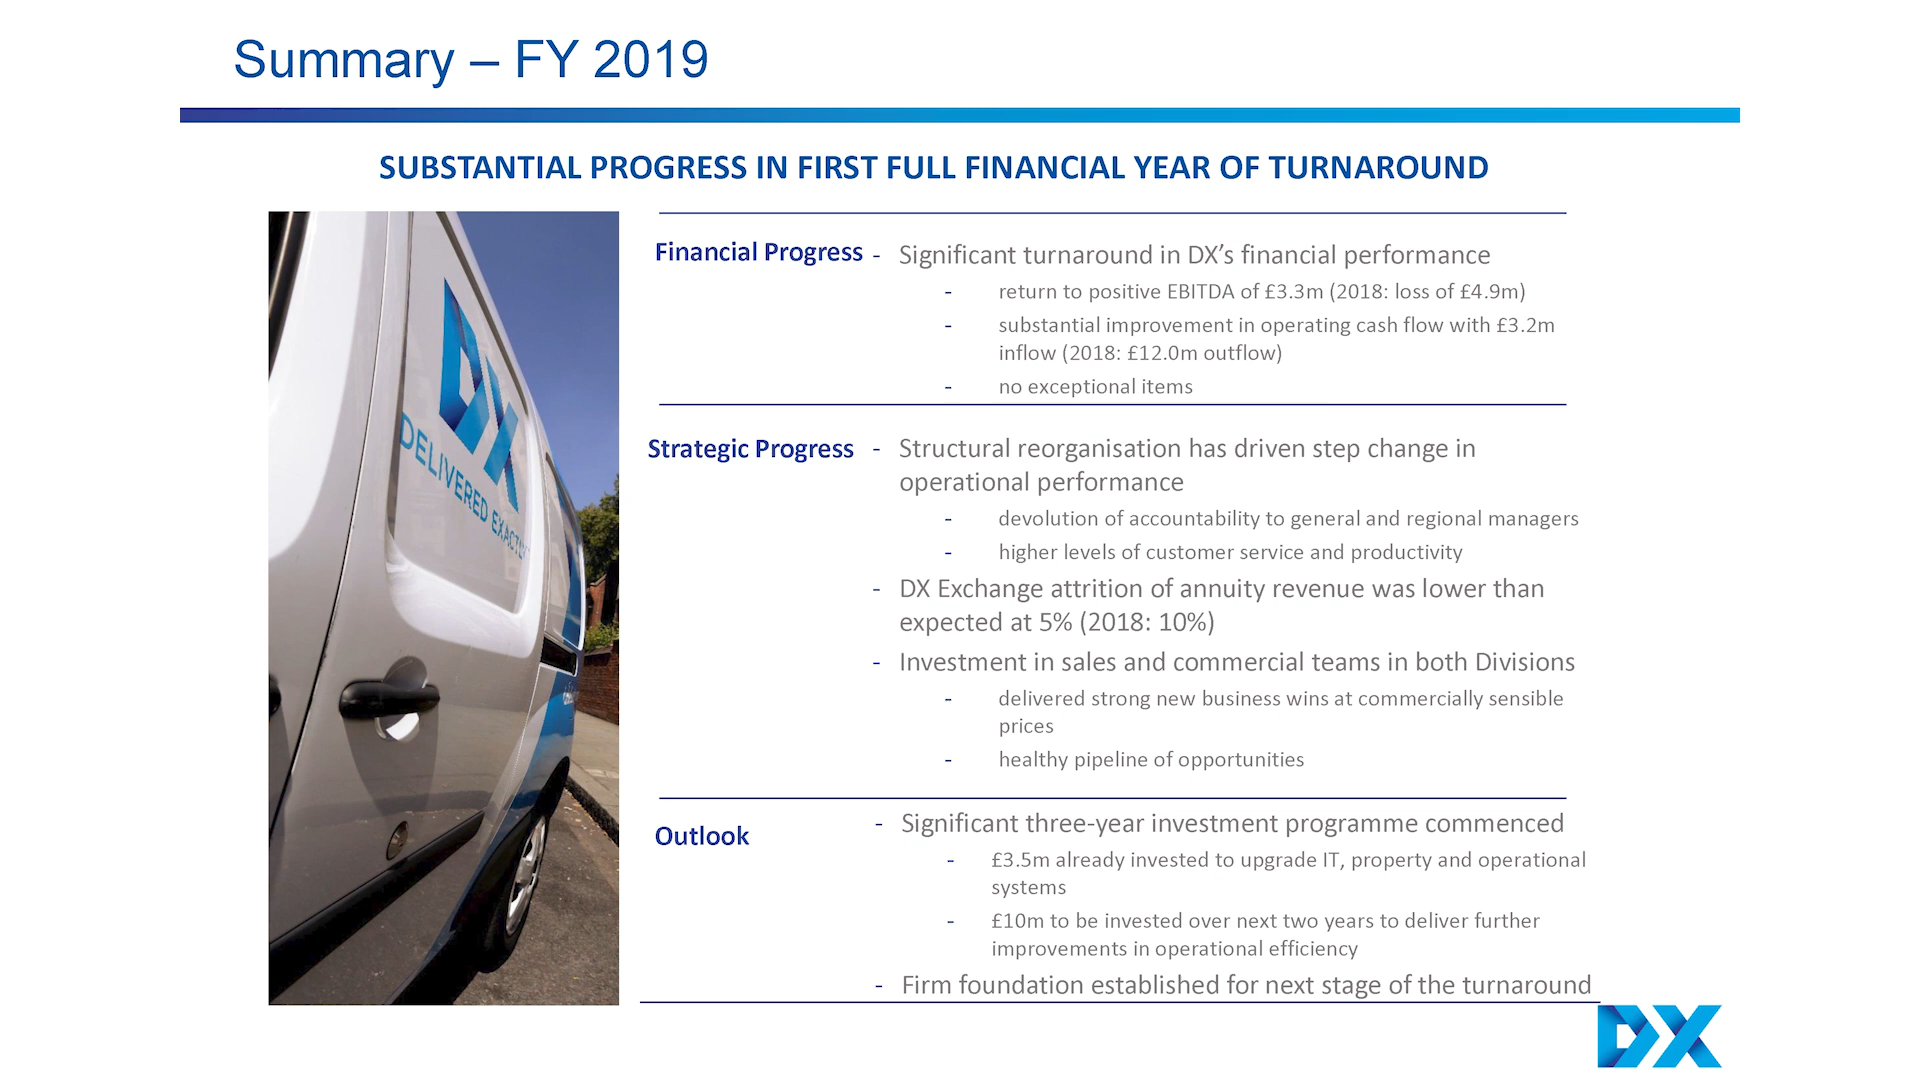 Summary – FY 2019
SUBSTANTIAL PROGRESS IN FIRST FULL FINANCIAL YEAR OF TURNAROUND
DX
DELIVERED EXACTLY
Financial Progress
- Significant turnaround in DX’s financial performance
- return to positive EBITDA of £3.3m (2018: loss of £4.9m)
- substantial improvement in operating cash flow with £3.2m
inflow (2018: £12.0m outflow)
- no exceptional items
Strategic Progress
- Structural reorganisation has driven step change in
operational performance
- devolution of accountability to general and regional managers
- higher levels of customer service and productivity
- DX Exchange attrition of annuity revenue was lower than
expected at 5% (2018: 10%)
- Investment in sales and commercial teams in both Divisions
- delivered strong new business wins at commercially sensible
prices
- healthy pipeline of opportunities
Outlook
- Significant three-year investment programme commenced
- £3.5m already invested to upgrade IT, property and operational
systems
- £10m to be invested over next two years to deliver further
improvements in operational efficiency
- Firm foundation established for next stage of the turnaround
DX